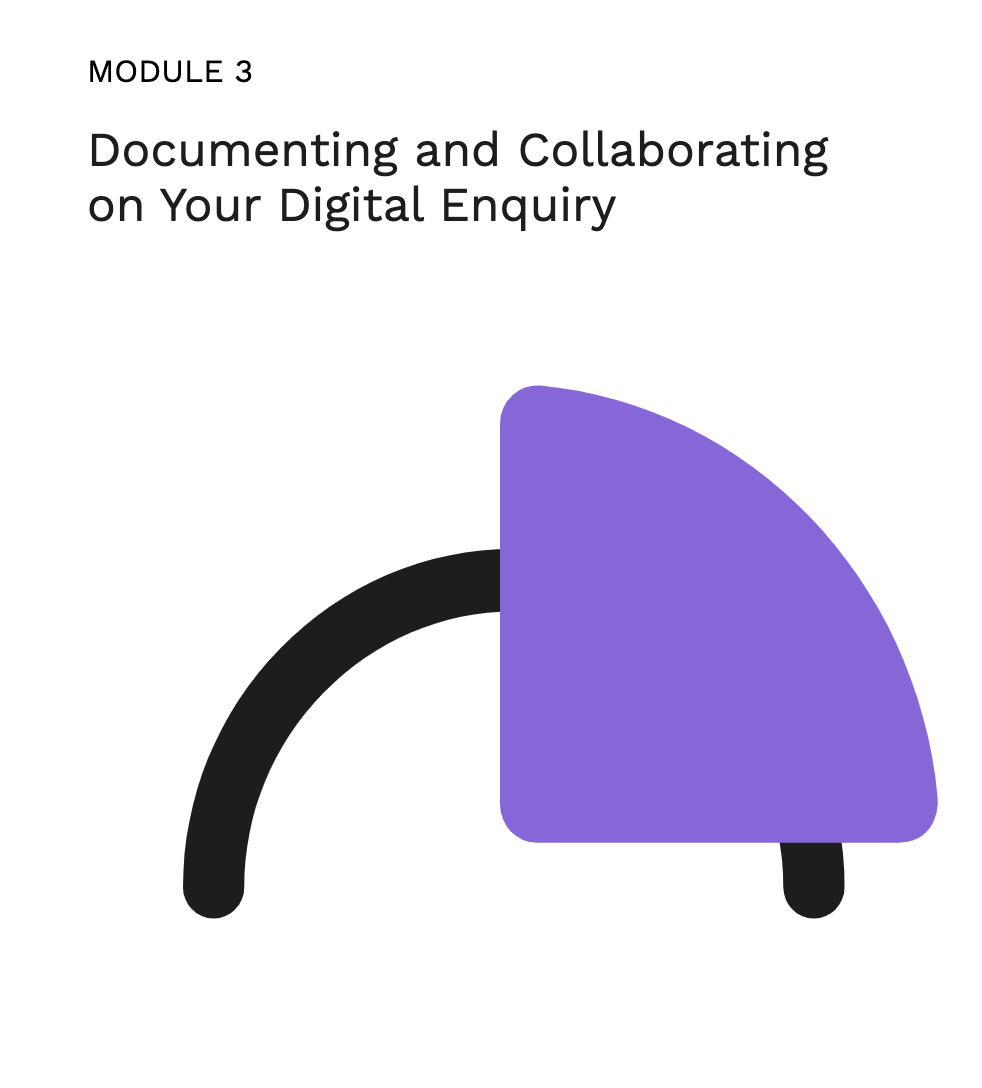 MODULE 3
Documenting and Collaborating
on Your Digital Enquiry